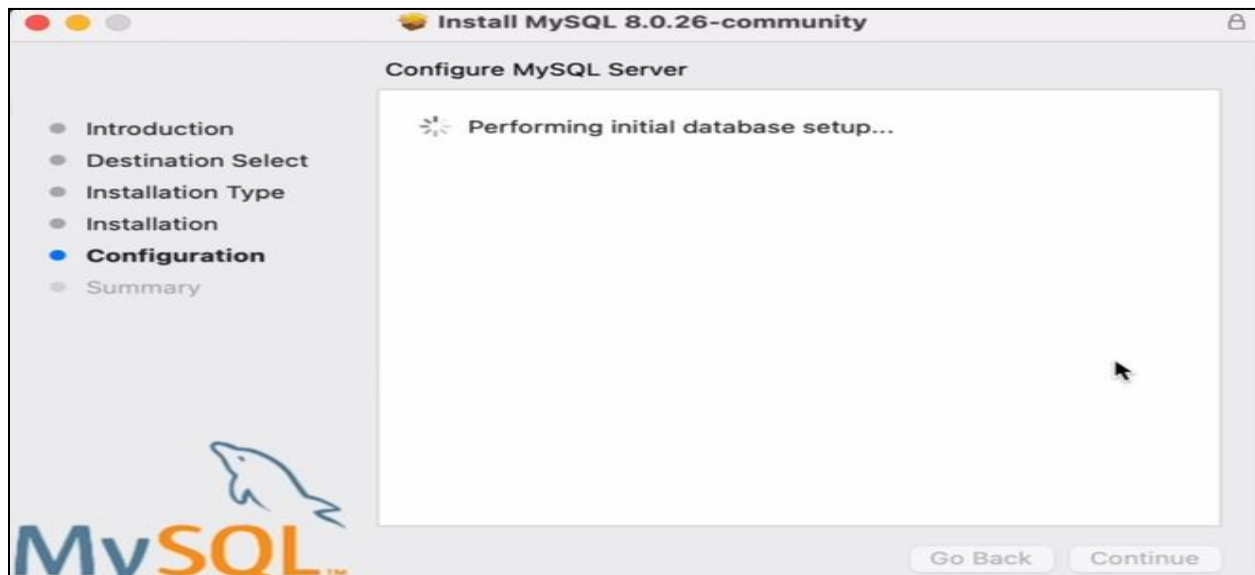 Install MySQL 8.0.26-community
Configure MySQL Server
Introduction
Destination Select
Installation Type
Installation
Configuration
Summary
Performing initial database setup...
MySQL™
Go Back
Continue